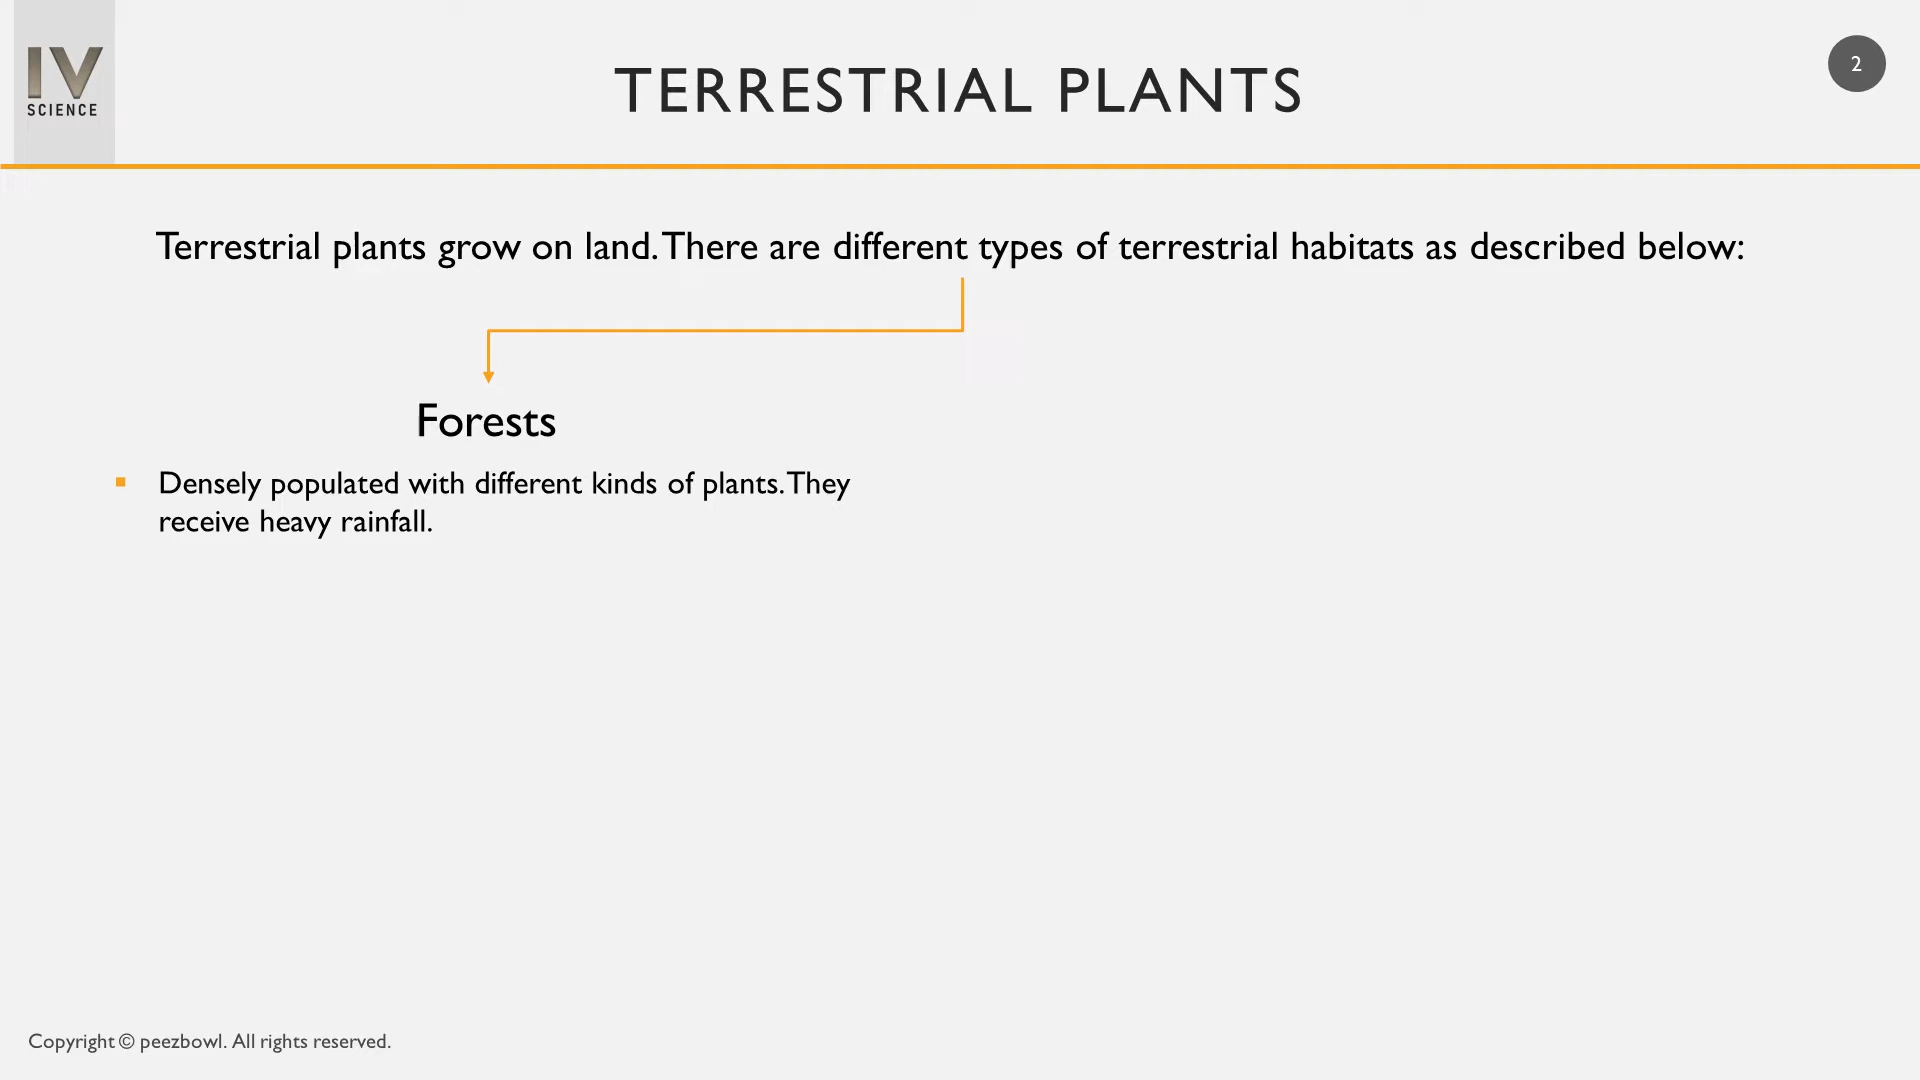 IV
SCIENCE
TERRESTRIAL PLANTS
2
Terrestrial plants grow on land. There are different types of terrestrial habitats as described below:
Forests
▪ Densely populated with different kinds of plants. They
receive heavy rainfall.
Copyright © peezbowl. All rights reserved.